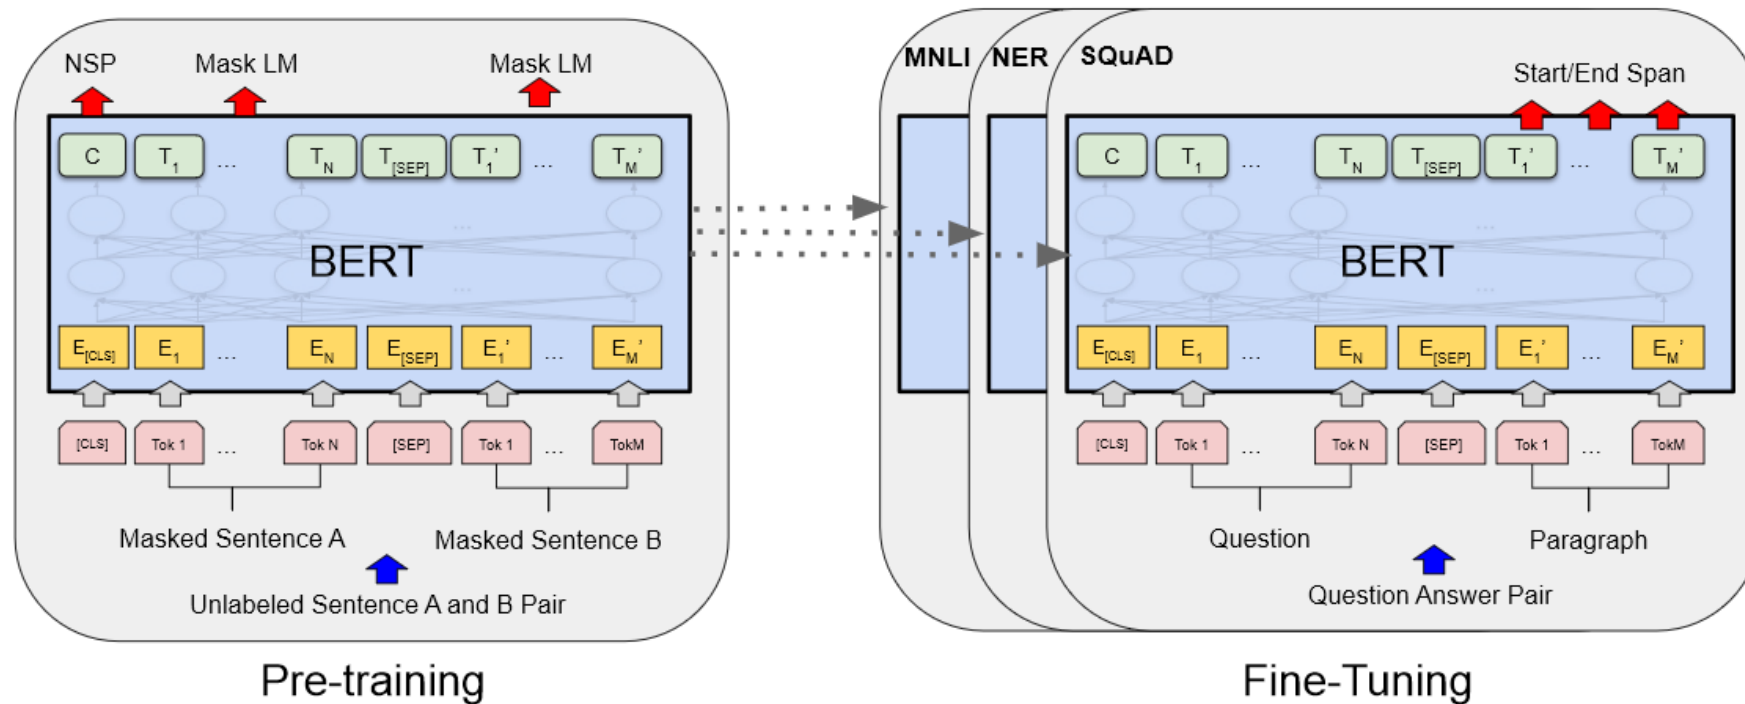 NSP Mask LM Mask LM
C T1 ... TN T[SEP] T1' ... TM'
...
BERT
...
E[CLS] E1 ... EN E[SEP] E1' ... EM'
[CLS] Tok 1 ... Tok N [SEP] Tok 1 ... TokM
Masked Sentence A Masked Sentence B
Unlabeled Sentence A and B Pair
Pre-training
MNLI NER SQuAD
Start/End Span
C T1 ... TN T[SEP] T1' ... TM'
...
BERT
...
E[CLS] E1 ... EN E[SEP] E1' ... EM'
[CLS] Tok 1 ... Tok N [SEP] Tok 1 ... TokM
Question Paragraph
Question Answer Pair
Fine-Tuning